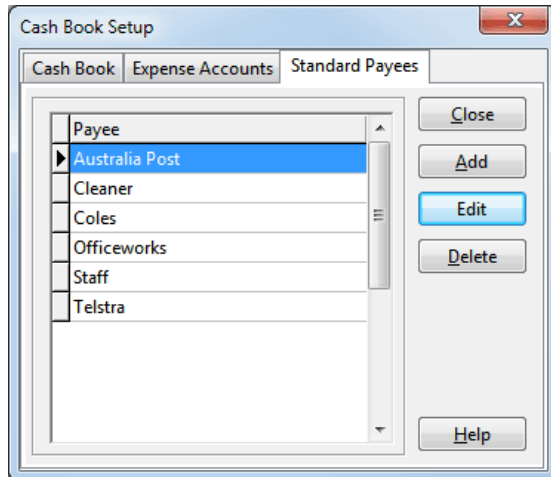 Cash Book Setup
Cash Book Expense Accounts Standard Payees
Payee
Australia Post
Cleaner
Coles
Officeworks
Staff
Telstra
Close
Add
Edit
Delete
Help